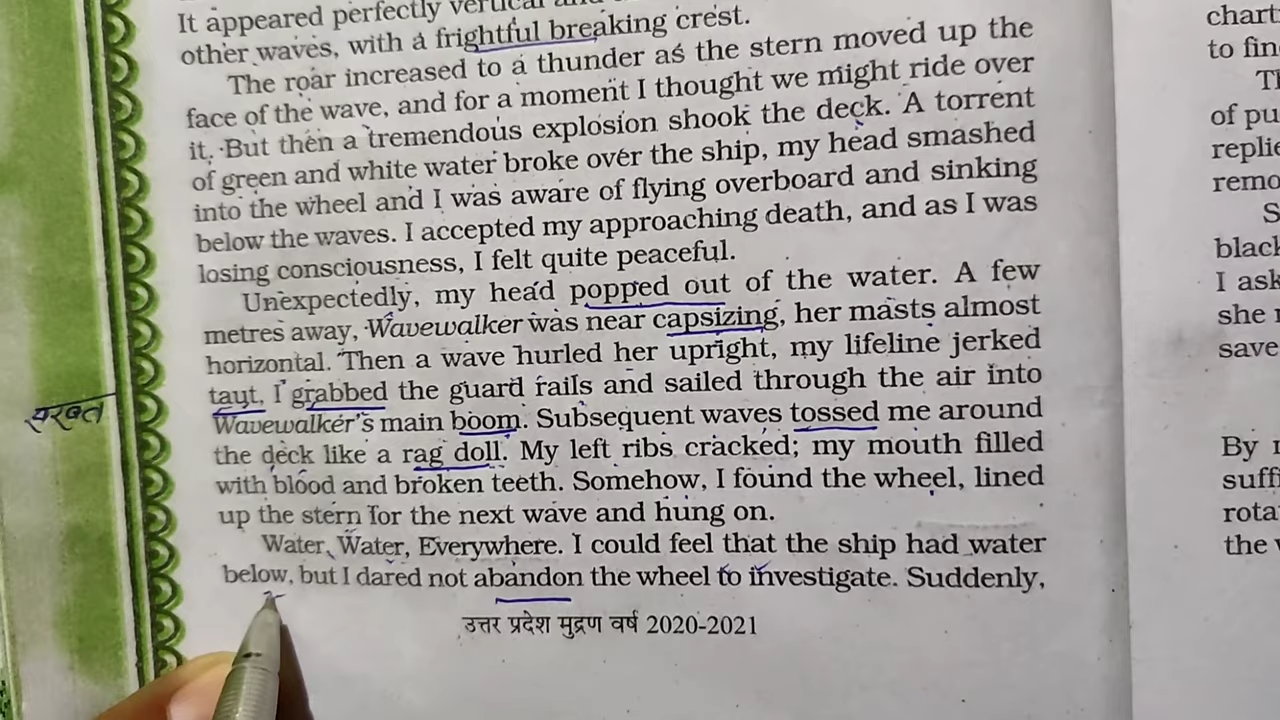 It appeared perfectly vertical and
other waves, with a frightful breaking crest.
The roar increased to a thunder as the stern moved up the
face of the wave, and for a moment I thought we might ride over
it. But then a tremendous explosion shook the deck. A torrent
of green and white water broke over the ship, my head smashed
into the wheel and I was aware of flying overboard and sinking
below the waves. I accepted my approaching death, and as I was
losing consciousness, I felt quite peaceful.
Unexpectedly, my head popped out of the water. A few
metres away, Wavewalker was near capsizing, her masts almost
horizontal. Then a wave hurled her upright, my lifeline jerked
taut, I grabbed the guard rails and sailed through the air into
Wavewalker's main boom. Subsequent waves tossed me around
the deck like a rag doll. My left ribs cracked; my mouth filled
with blood and broken teeth. Somehow, I found the wheel, lined
up the stern for the next wave and hung on.
Water, Water, Everywhere. I could feel that the ship had water
below, but I dared not abandon the wheel to investigate. Suddenly,
उत्तर प्रदेश मुद्रण वर्ष 2020-2021
सख्त
chart
to fin
Th
of pu
replie
remo
S
black
I ask
she
save
By
suff
rota
the